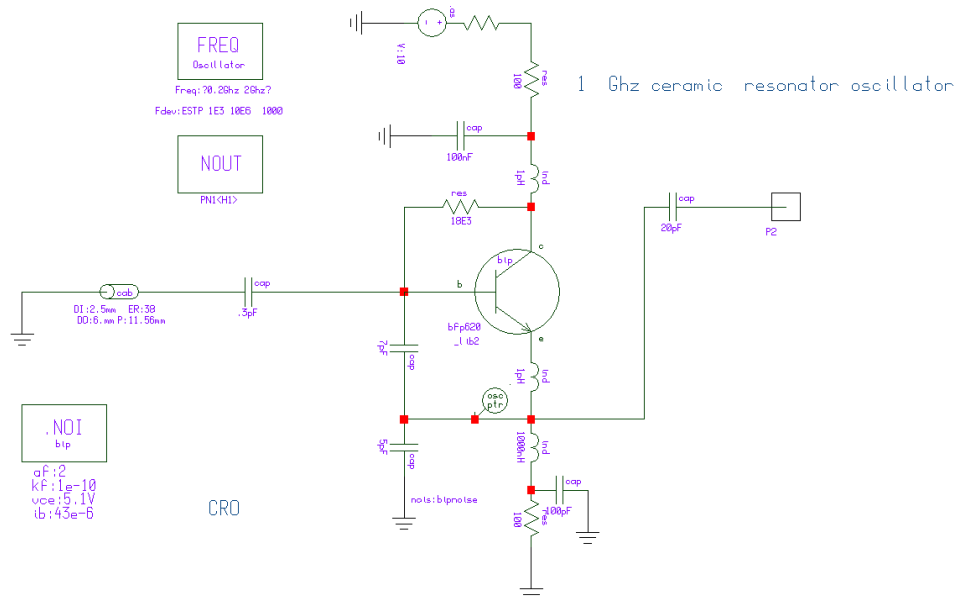 .as
V:10
FREQ
Oscillator
Freq:?0.2Ghz 2Ghz?
Fdev:ESTP 1E3 10E6 1000
res
100
1 Ghz ceramic resonator oscillator
cap
100nF
NOUT
PN1<H1>
ind
1pH
res
18E3
cap
20pF
P2
c
bip
b
cab
cap
.3pF
DI:2.5mm ER:38
DO:6.mm P:11.56mm
bfp620
_lib2
e
7pF
cap
ind
1pH
osc
ptr
.NOI
bip
af:2
kf:1e-10
vce:5.1V
ib:43e-6
5pF
cap
ind
1000nH
CRO
nois:bipnoise
cap
100pF
res
100